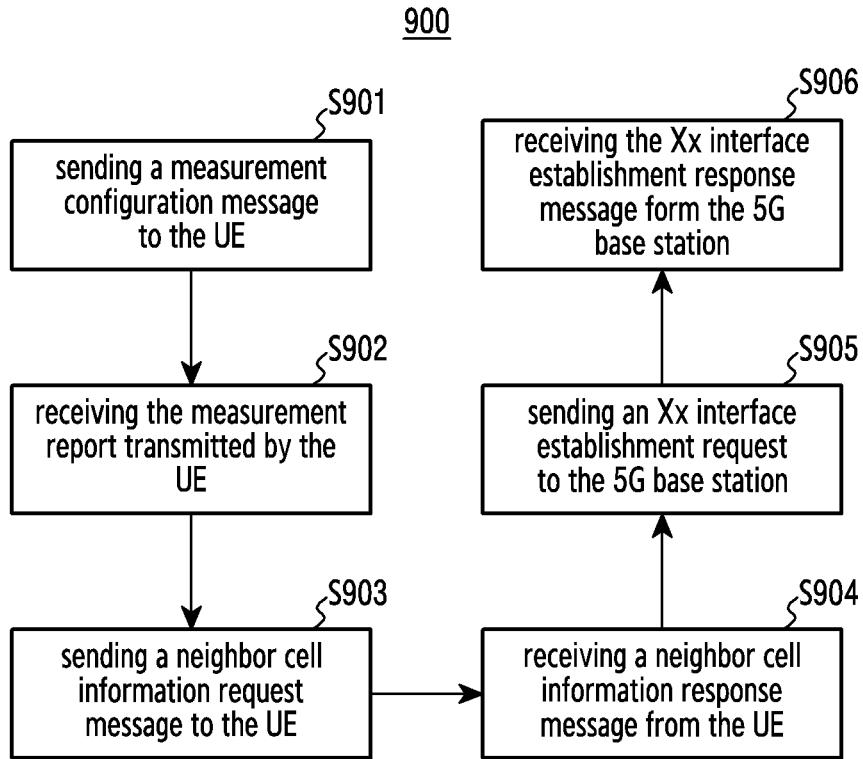 900
S901
sending a measurement
configuration message
to the UE
S902
receiving the measurement
report transmitted by the
UE
S903
sending a neighbor cell
information request
message to the UE
S904
receiving a neighbor cell
information response
message from the UE
S905
sending an Xx interface
establishment request
to the 5G base station
S906
receiving the Xx interface
establishment response
message form the 5G
base station